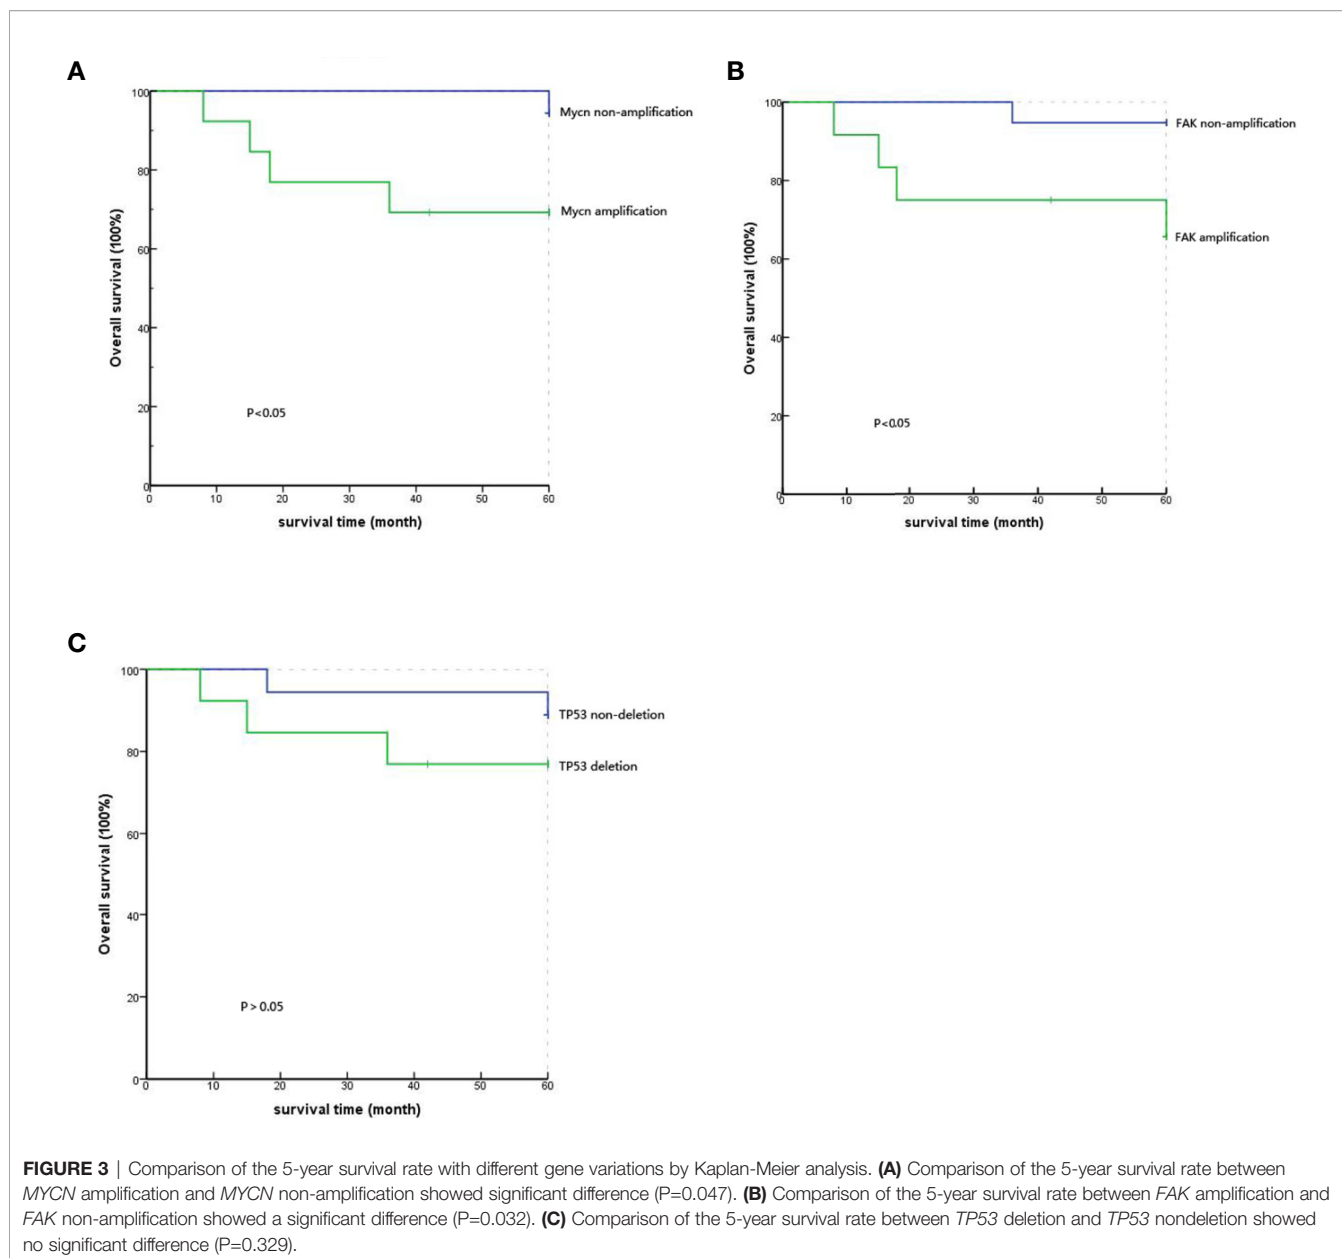 A
100
80
60
40
20
0
0 10 20 30 40 50 60
Overall survival (100%)
survival time (month)
Mycn non-amplification
Mycn amplification
P<0.05
B
100
80
60
40
20
0
0 10 20 30 40 50 60
Overall survival (100%)
survival time (month)
FAK non-amplification
FAK amplification
P<0.05
C
100
80
60
40
20
0
0 10 20 30 40 50 60
Overall survival (100%)
survival time (month)
TP53 non-deletion
TP53 deletion
P > 0.05
FIGURE 3 | Comparison of the 5-year survival rate with different gene variations by Kaplan-Meier analysis. (A) Comparison of the 5-year survival rate between
MYCN amplification and MYCN non-amplification showed significant difference (P=0.047). (B) Comparison of the 5-year survival rate between FAK amplification and
FAK non-amplification showed a significant difference (P=0.032). (C) Comparison of the 5-year survival rate between TP53 deletion and TP53 nondeletion showed
no significant difference (P=0.329).